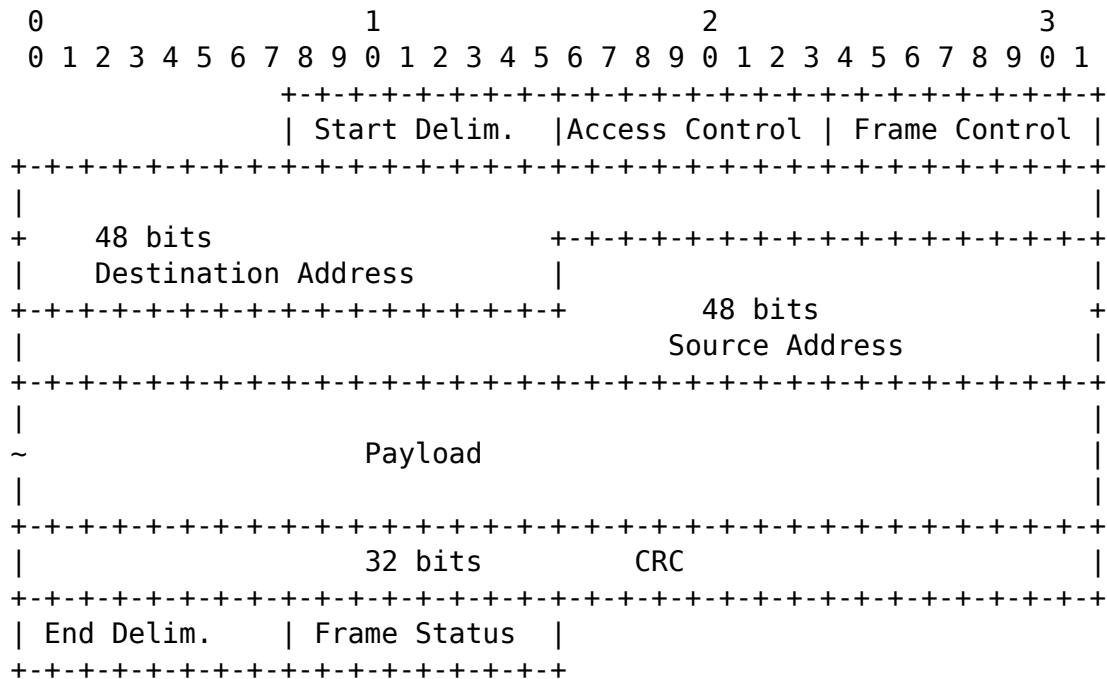 0 1 2 3
0 1 2 3 4 5 6 7 8 9 0 1 2 3 4 5 6 7 8 9 0 1 2 3 4 5 6 7 8 9 0 1
+-+-+-+-+-+-+-+-+-+-+-+-+-+-+-+-+-+-+-+-+-+-+-+-+
| Start Delim. |Access Control | Frame Control |
+-+-+-+-+-+-+-+-+-+-+-+-+-+-+-+-+-+-+-+-+-+-+-+-+-+-+-+-+-+-+-+-+
| |
+ 48 bits +-+-+-+-+-+-+-+-+-+-+-+-+-+-+-+-+
| Destination Address | |
+-+-+-+-+-+-+-+-+-+-+-+-+-+-+-+-+ 48 bits +
| Source Address |
+-+-+-+-+-+-+-+-+-+-+-+-+-+-+-+-+-+-+-+-+-+-+-+-+-+-+-+-+-+-+-+-+
| |
~ Payload |
| |
+-+-+-+-+-+-+-+-+-+-+-+-+-+-+-+-+-+-+-+-+-+-+-+-+-+-+-+-+-+-+-+-+
| 32 bits CRC |
+-+-+-+-+-+-+-+-+-+-+-+-+-+-+-+-+-+-+-+-+-+-+-+-+-+-+-+-+-+-+-+-+
| End Delim. | Frame Status |
+-+-+-+-+-+-+-+-+-+-+-+-+-+-+-+-+